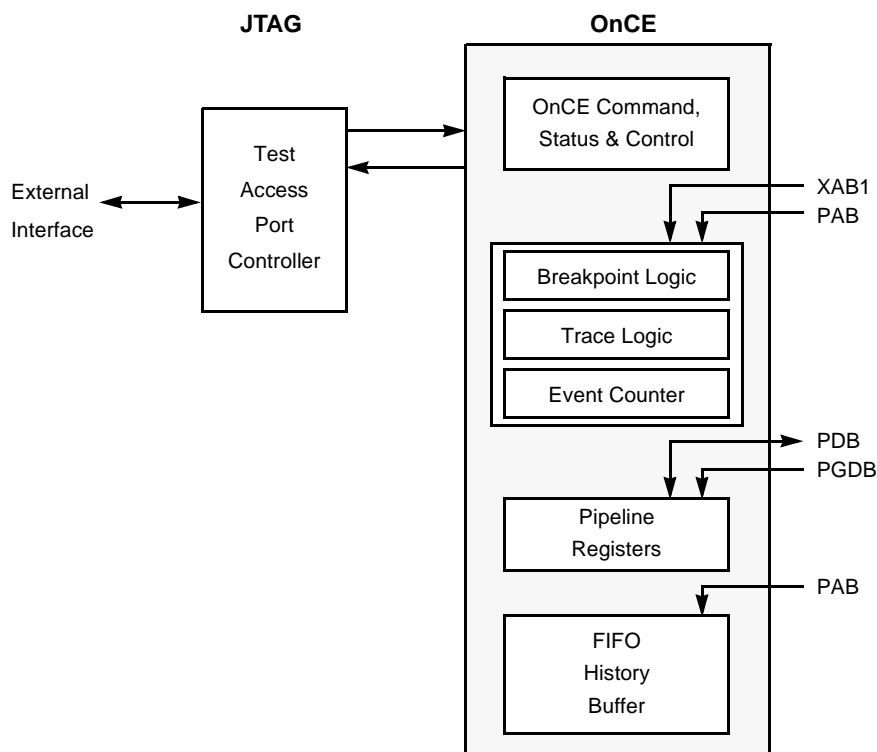 JTAG
OnCE
OnCE Command,
Status & Control
Test
Access
Port
Controller
External
Interface
XAB1
PAB
Breakpoint Logic
Trace Logic
Event Counter
PDB
PGDB
Pipeline
Registers
PAB
FIFO
History
Buffer